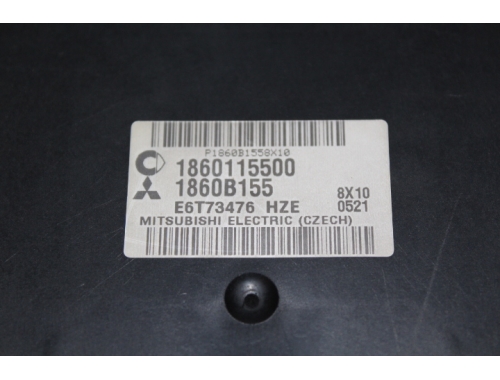 P1860B1558X10
1860115500
1860B155
8X10
E6T73476 HZE
0521
MITSUBISHI ELECTRIC (CZECH)